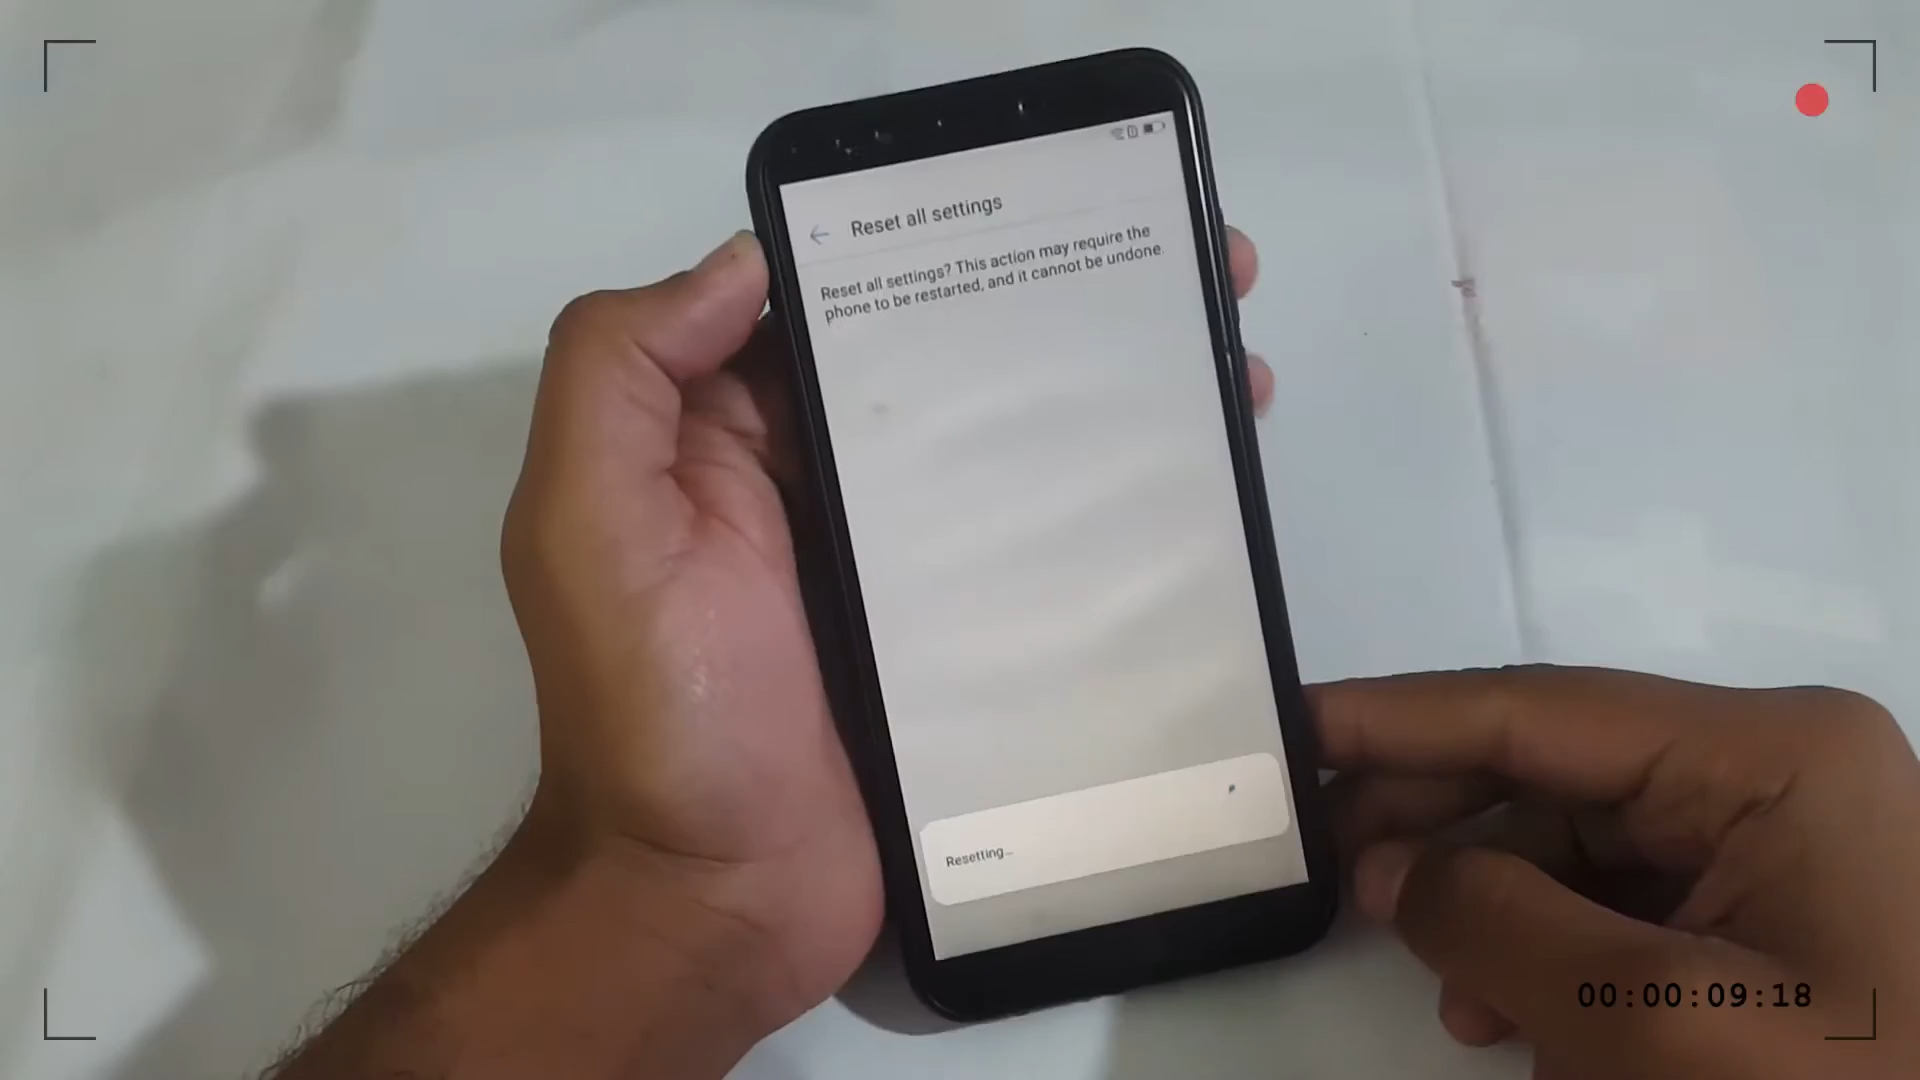 Reset all settings
Reset all settings? This action may require the
phone to be restarted, and it cannot be undone.
Resetting...
00:00:09:18